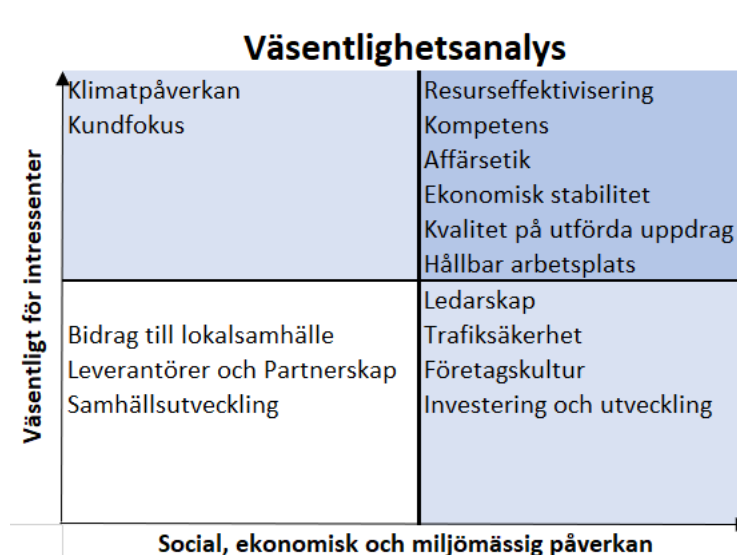 Väsentlighetsanalys
Väsentligt för intressenter
Klimatpåverkan
Kundfokus
Resurseffektivisering
Kompetens
Affärsetik
Ekonomisk stabilitet
Kvalitet på utförda uppdrag
Hållbar arbetsplats
Bidrag till lokalsamhälle
Leverantörer och Partnerskap
Samhällsutveckling
Ledarskap
Trafiksäkerhet
Företagskultur
Investering och utveckling
Social, ekonomisk och miljömässig påverkan